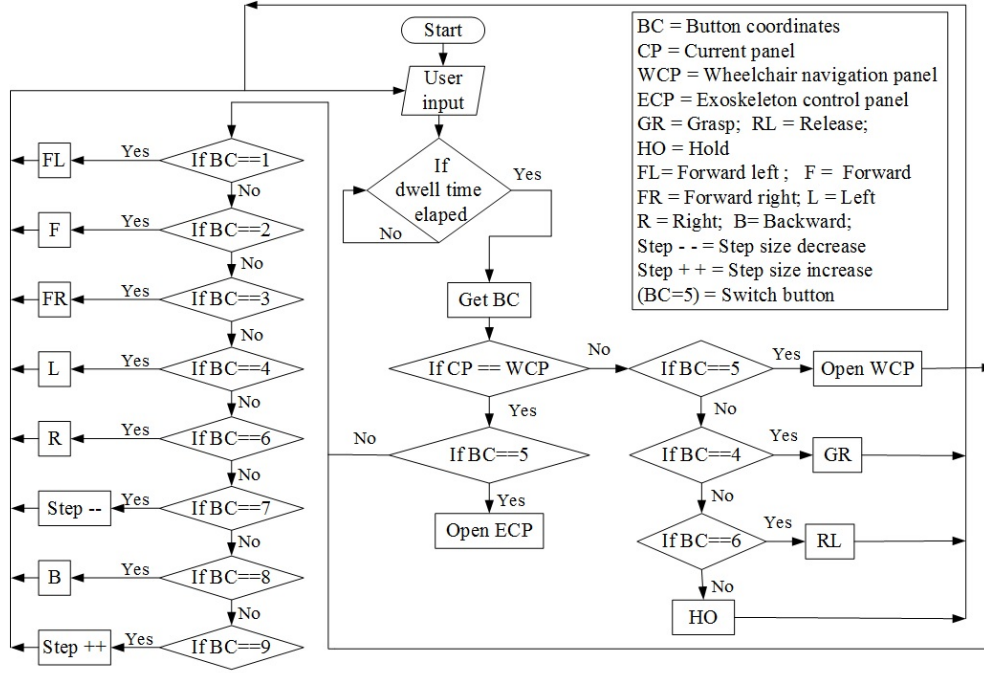 Start
User
input
If
dwell time
elaped
Yes
No
Get BC
If CP == WCP
No
Yes
If BC==5
No
Yes
Open ECP
If BC==1
Yes
FL
No
If BC==2
Yes
F
No
If BC==3
Yes
FR
No
If BC==4
Yes
L
No
If BC==6
Yes
R
No
If BC==7
Yes
Step --
No
If BC==8
Yes
B
No
If BC==9
Yes
Step ++
If BC==5
Yes
Open WCP
No
If BC==4
Yes
GR
No
If BC==6
Yes
RL
No
HO
BC = Button coordinates
CP = Current panel
WCP = Wheelchair navigation panel
ECP = Exoskeleton control panel
GR = Grasp; RL = Release;
HO = Hold
FL= Forward left ; F = Forward
FR = Forward right; L = Left
R = Right; B= Backward;
Step - - = Step size decrease
Step + + = Step size increase
(BC=5) = Switch button